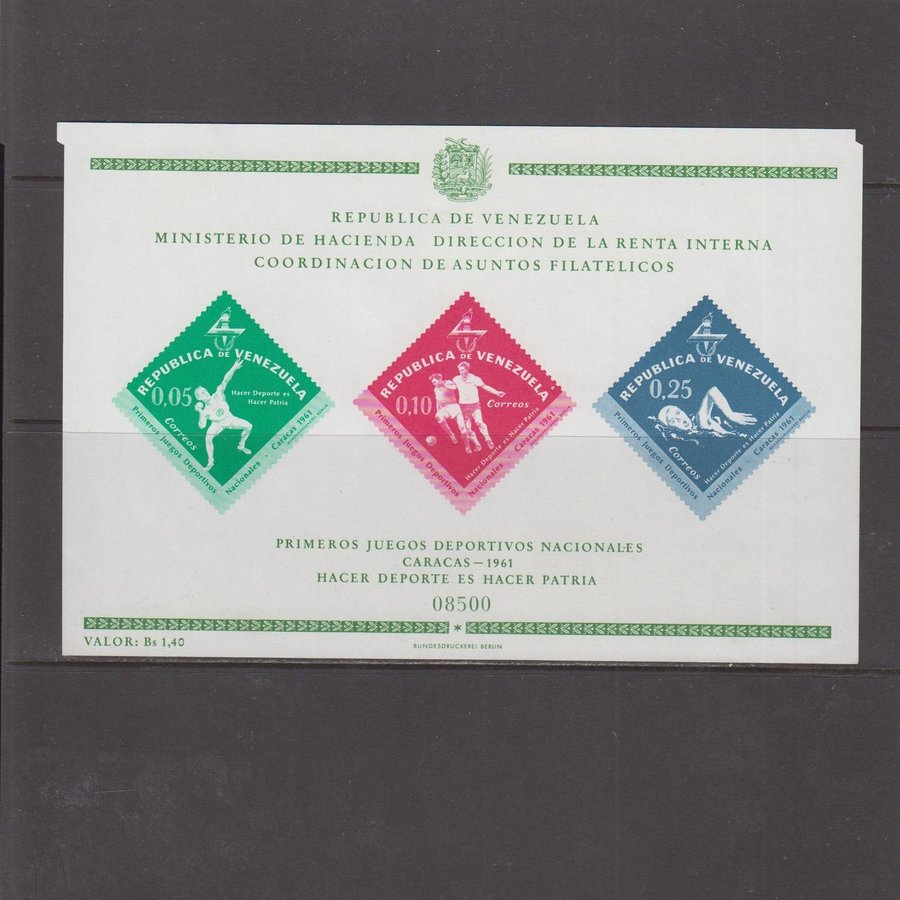 REPUBLICA DE VENEZUELA
MINISTERIO DE HACIENDA DIRECCION DE LA RENTA INTERNA
COORDINACION DE ASUNTOS FILATELICOS
REPUBLICA DE VENEZUELA
0,05
Hacer Deporte es
Hacer Patria
Correos
Primeros Juegos Deportivos Nacionales Caracas 1961
REPUBLICA DE VENEZUELA
0,10
Correos
Hacer Deporte es Hacer Patria
Primeros Juegos Deportivos Nacionales Caracas 1961
REPUBLICA DE VENEZUELA
0,25
Correos
Hacer Deporte es Hacer Patria
Primeros Juegos Deportivos Nacionales Caracas 1961
PRIMEROS JUEGOS DEPORTIVOS NACIONALES
CARACAS—1961
HACER DEPORTE ES HACER PATRIA
08500
VALOR: Bs 1,40
BUNDESDRUCKEREI BERLIN